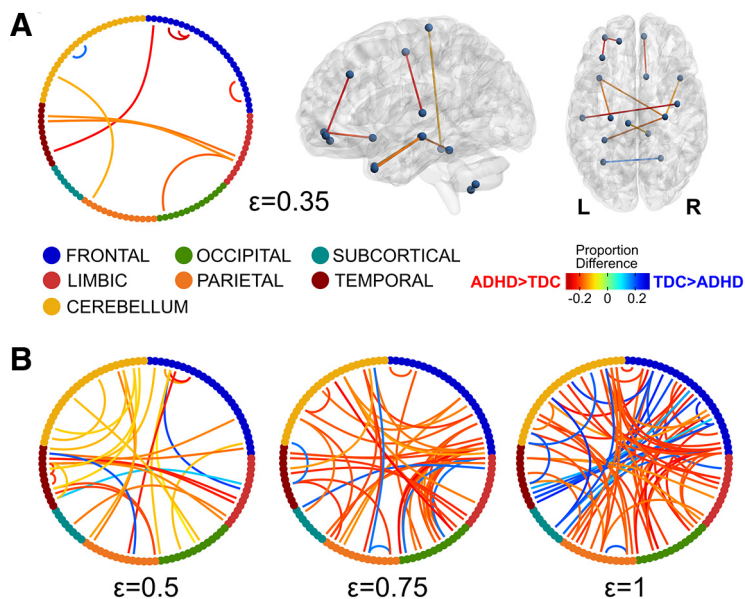 A
ε=0.35
L R
FRONTAL OCCIPITAL SUBCORTICAL
LIMBIC PARIETAL TEMPORAL
CEREBELLUM
Proportion
Difference
ADHD>TDC TDC>ADHD
-0.2 0 0.2
B
ε=0.5 ε=0.75 ε=1